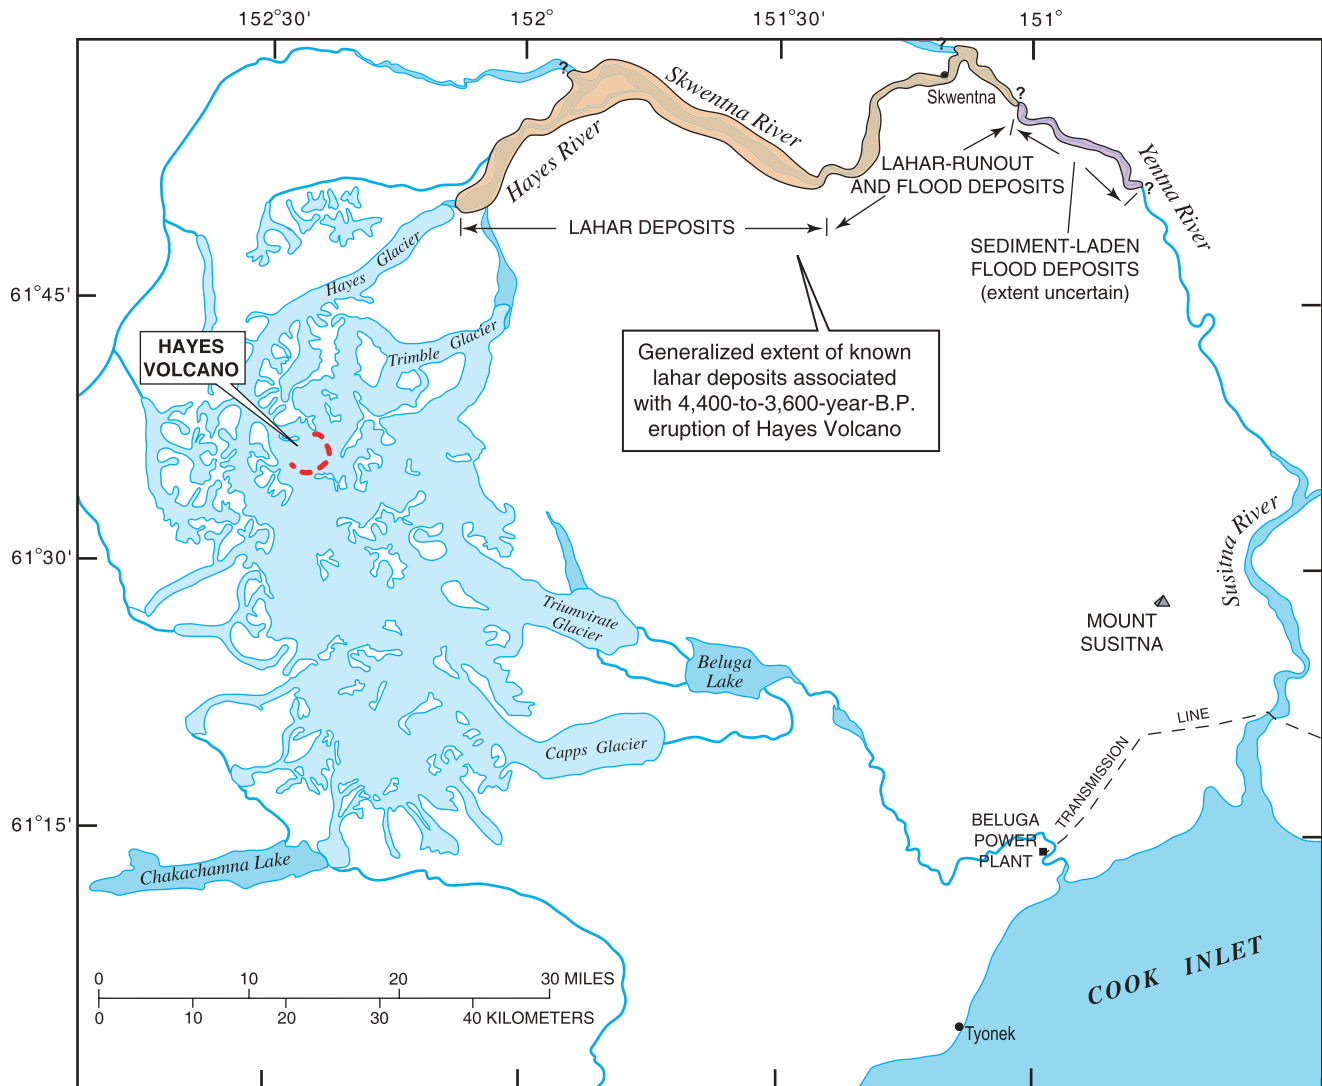 152°30'
152°
151°30'
151°
?
?
Skwentna River
Skwentna
?
Hayes River
LAHAR-RUNOUT
AND FLOOD DEPOSITS
Yentna River
?
LAHAR DEPOSITS
SEDIMENT-LADEN
FLOOD DEPOSITS
(extent uncertain)
Hayes Glacier
61°45'
Trimble Glacier
HAYES
VOLCANO
Generalized extent of known
lahar deposits associated
with 4,400-to-3,600-year-B.P.
eruption of Hayes Volcano
Susitna River
61°30'
Triumvirate
Glacier
MOUNT
SUSITNA
Beluga
Lake
Capps Glacier
TRANSMISSION
LINE
61°15'
BELUGA
POWER
PLANT
Chakachamna Lake
COOK INLET
0 10 20 30 MILES
0 10 20 30 40 KILOMETERS
Tyonek